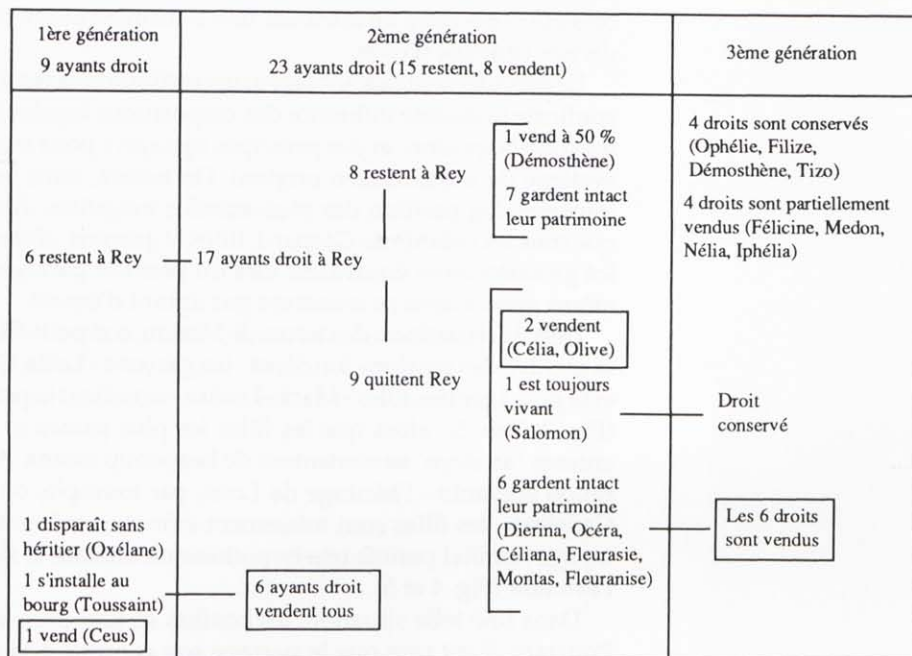 1ère génération
9 ayants droit
2ème génération
23 ayants droit (15 restent, 8 vendent)
3ème génération
6 restent à Rey
17 ayants droit à Rey
8 restent à Rey
1 vend à 50 %
(Démosthène)
7 gardent intact
leur patrimoine
4 droits sont conservés
(Ophélie, Filize,
Démosthène, Tizo)
4 droits sont partiellement
vendus (Félicine, Medon,
Nélia, Iphélia)
9 quittent Rey
2 vendent
(Célia, Olive)
1 est toujours
vivant
(Salomon)
Droit
conservé
6 gardent intact
leur patrimoine
(Dierina, Océra,
Céliana, Fleurasie,
Montas, Fleuranise)
Les 6 droits
sont vendus
1 disparaît sans
héritier (Oxélane)
1 s'installe au
bourg (Toussaint)
1 vend (Ceus)
6 ayants droit
vendent tous